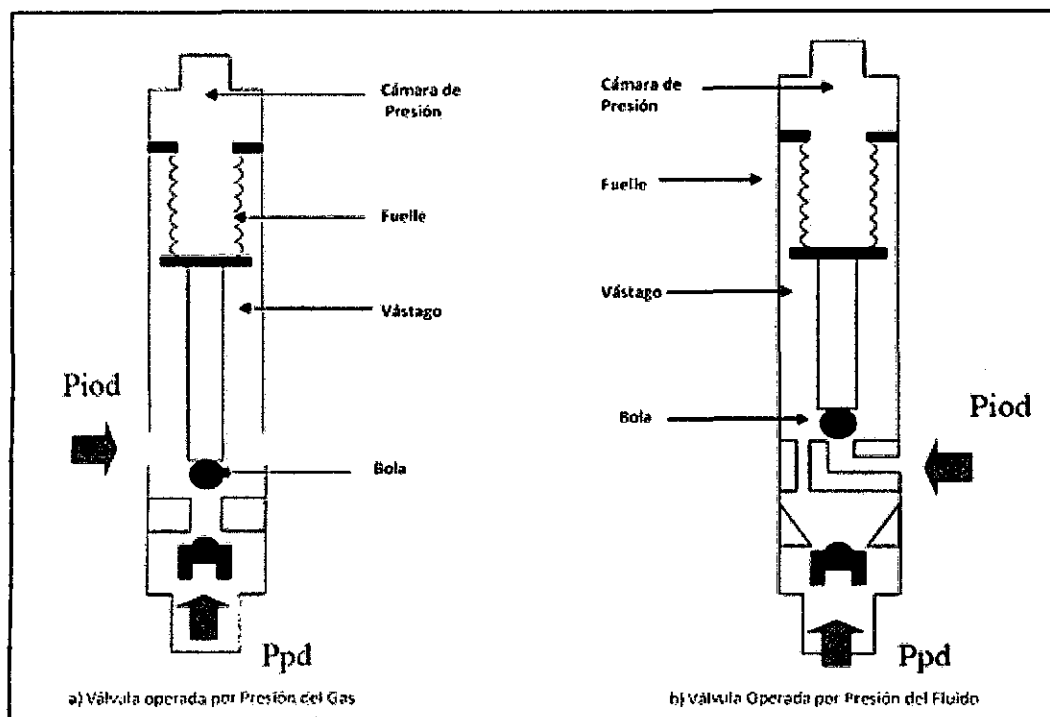 Cámara de
Presión
Fuelle
Vástago
Piod
Bola
Ppd
a) Válvula operada por Presión del Gas
Cámara de
Presión
Fuelle
Vástago
Bola
Piod
Ppd
b) Válvula Operada por Presión del Fluido